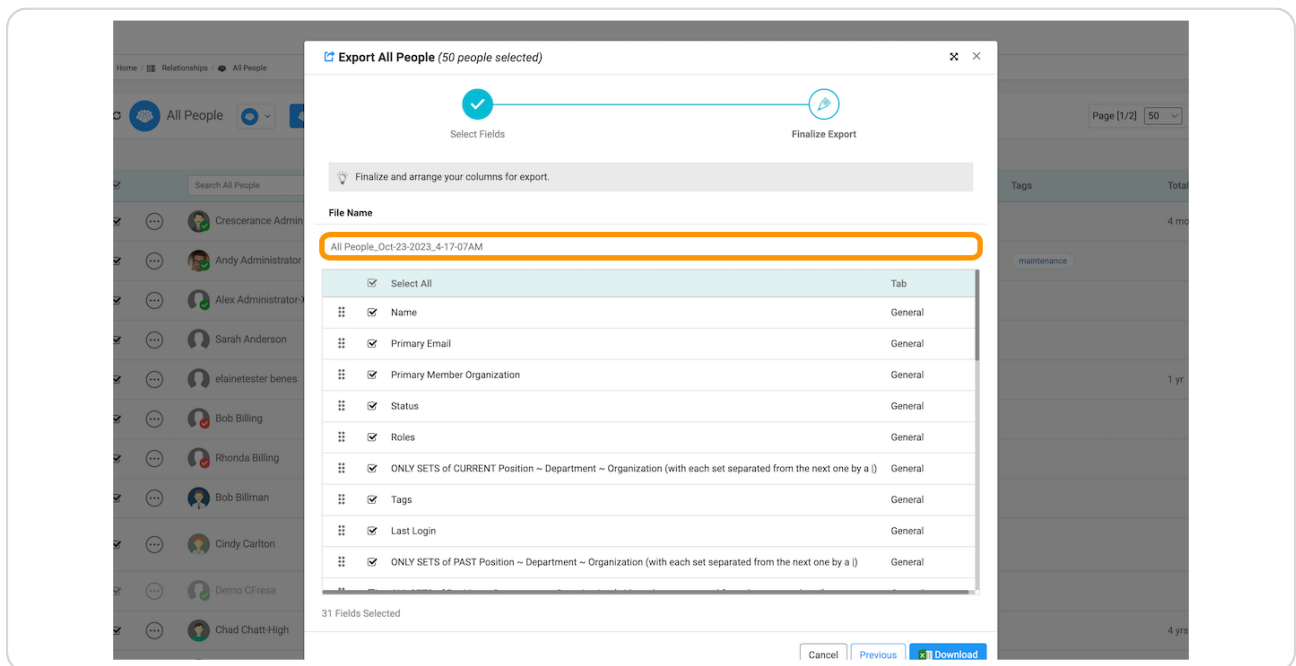 Export All People (50 people selected)
Home / Relationships / All People
All People
Page [1/2] 50
Select Fields
Finalize Export
Finalize and arrange your columns for export.
File Name
All People_Oct-23-2023_4-17-07AM
Search All People
Tags
Total
Crescerance Admin
4 mo
Andy Administrator
maintenance
Alex Administrator-X
Sarah Anderson
elainetester benes
1 yr
Bob Billing
Rhonda Billing
Bob Billman
Cindy Carlton
Demo CFresa
Chad Chatt-High
4 yrs
Select All Tab
Name General
Primary Email General
Primary Member Organization General
Status General
Roles General
ONLY SETS of CURRENT Position ~ Department ~ Organization (with each set separated from the next one by a |) General
Tags General
Last Login General
ONLY SETS of PAST Position ~ Department ~ Organization (with each set separated from the next one by a |) General
31 Fields Selected
Cancel Previous Download